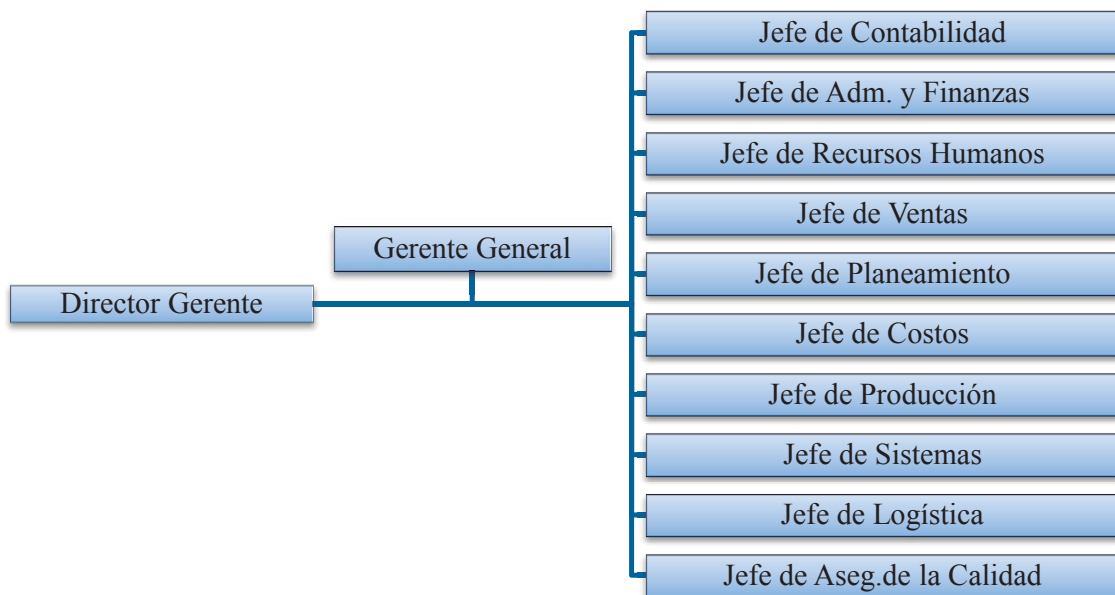 Director Gerente
Gerente General
Jefe de Contabilidad
Jefe de Adm. y Finanzas
Jefe de Recursos Humanos
Jefe de Ventas
Jefe de Planeamiento
Jefe de Costos
Jefe de Producción
Jefe de Sistemas
Jefe de Logística
Jefe de Aseg.de la Calidad